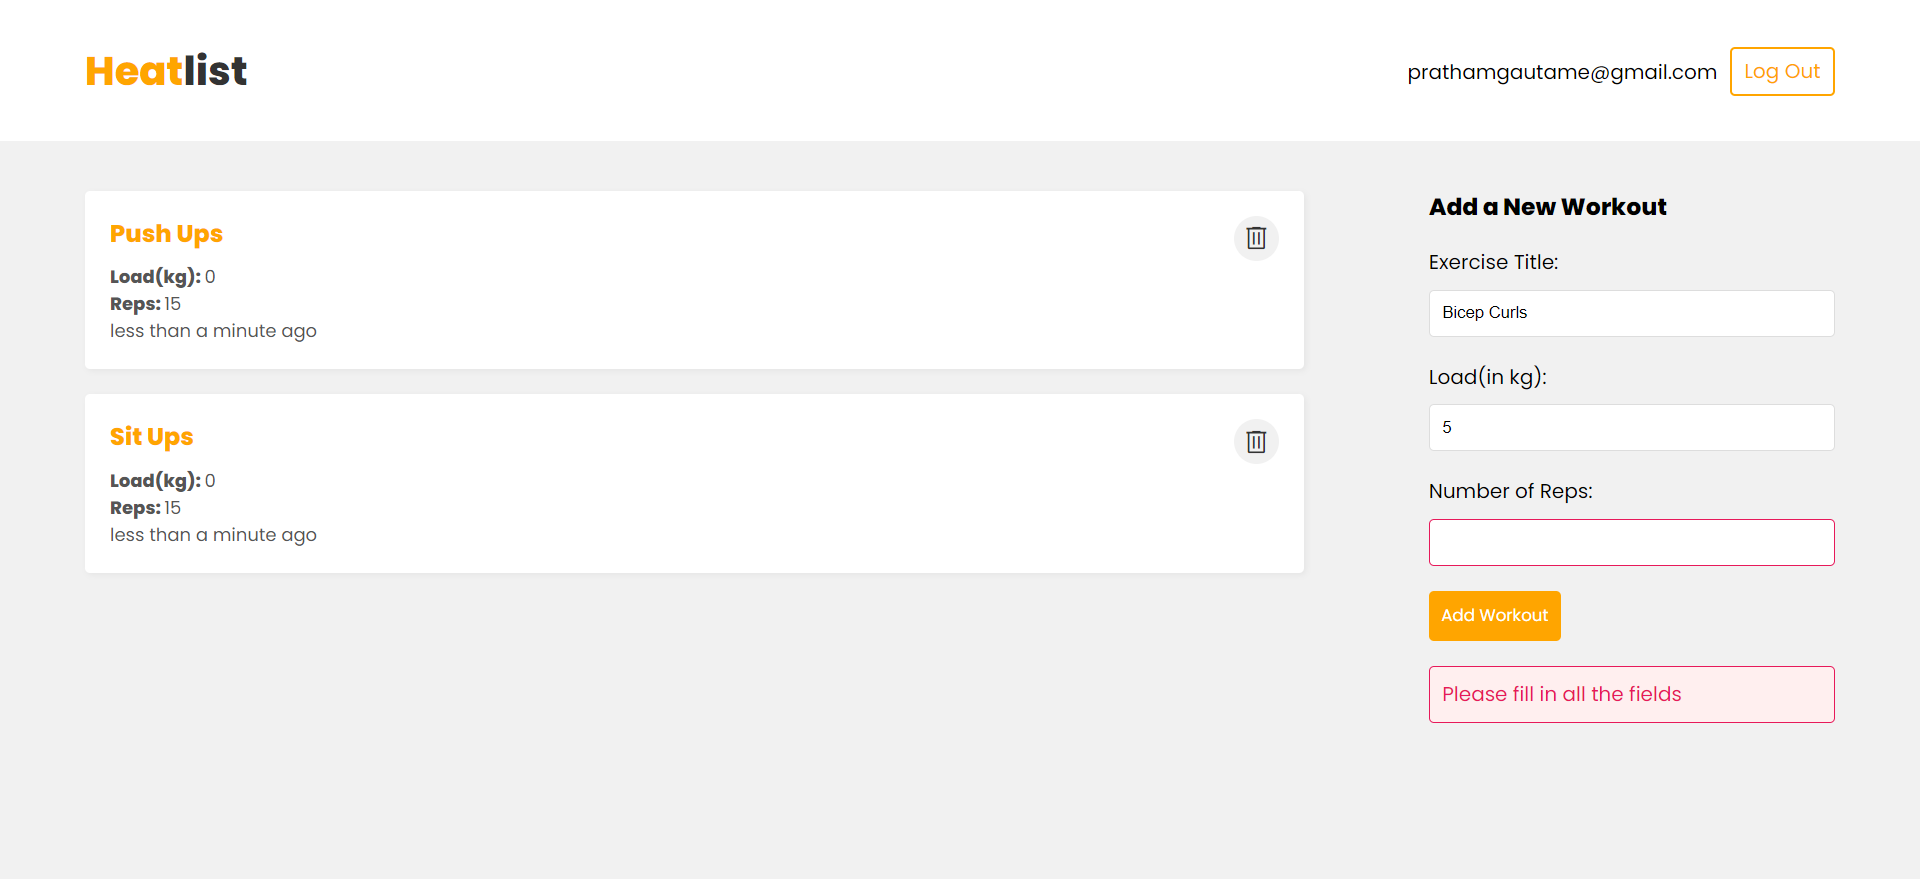 Heatlist
prathamgautame@gmail.com
Log Out
Push Ups
Load(kg): 0
Reps: 15
less than a minute ago
Sit Ups
Load(kg): 0
Reps: 15
less than a minute ago
Add a New Workout
Exercise Title:
Bicep Curls
Load(in kg):
5
Number of Reps:
Add Workout
Please fill in all the fields